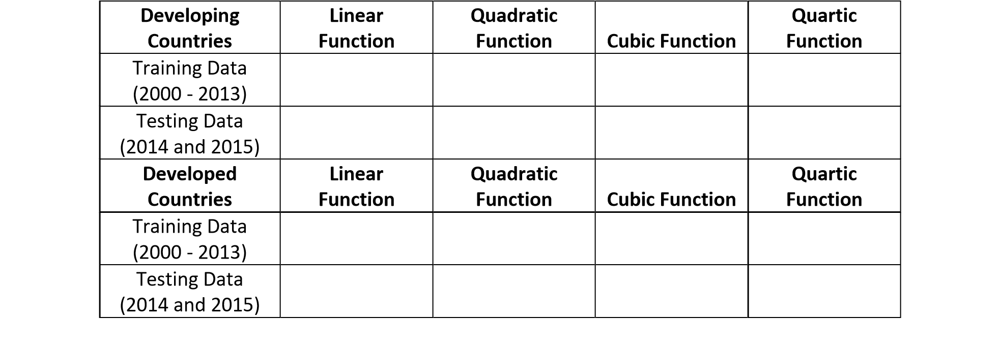 Developing Countries | Linear Function | Quadratic Function | Cubic Function | Quartic Function
Training Data (2000 - 2013)
Testing Data (2014 and 2015)
Developed Countries | Linear Function | Quadratic Function | Cubic Function | Quartic Function
Training Data (2000 - 2013)
Testing Data (2014 and 2015)